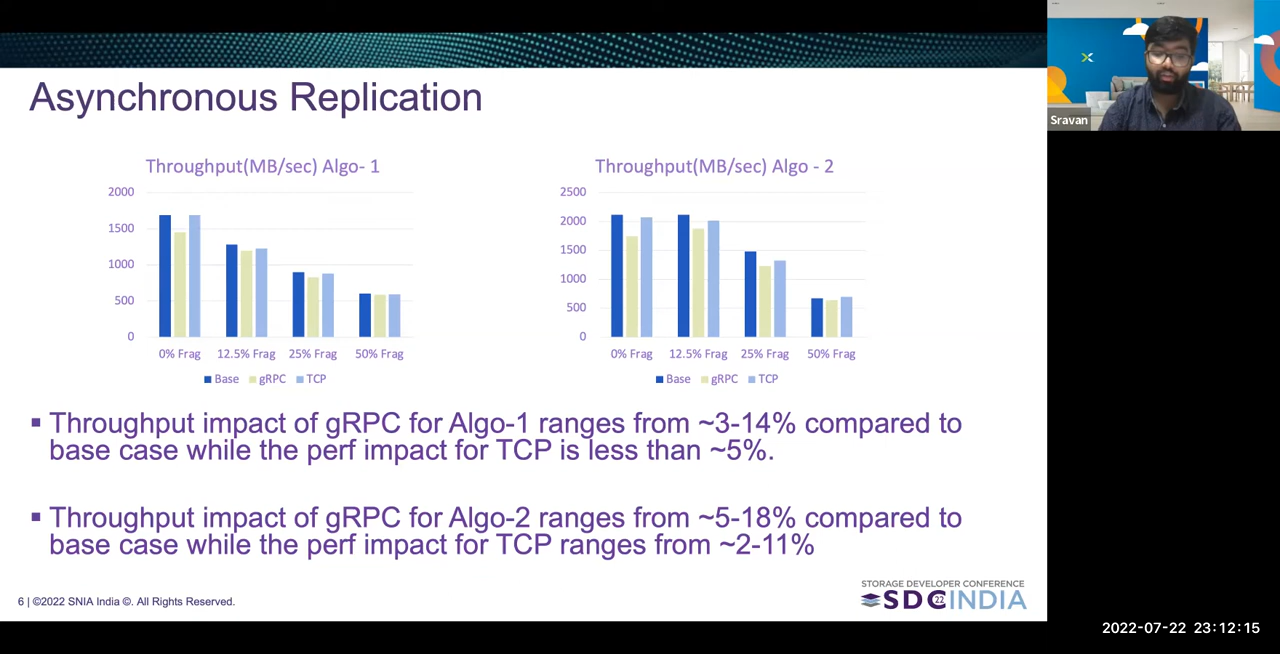 Asynchronous Replication
Throughput(MB/sec) Algo- 1
2000
1500
1000
500
0
0% Frag 12.5% Frag 25% Frag 50% Frag
Base gRPC TCP
Throughput(MB/sec) Algo - 2
2500
2000
1500
1000
500
0
0% Frag 12.5% Frag 25% Frag 50% Frag
Base gRPC TCP
▪ Throughput impact of gRPC for Algo-1 ranges from ~3-14% compared to
base case while the perf impact for TCP is less than ~5%.
▪ Throughput impact of gRPC for Algo-2 ranges from ~5-18% compared to
base case while the perf impact for TCP ranges from ~2-11%
6 | ©2022 SNIA India ©. All Rights Reserved.
STORAGE DEVELOPER CONFERENCE
SDC 22 INDIA
Sravan
2022-07-22 23:12:15